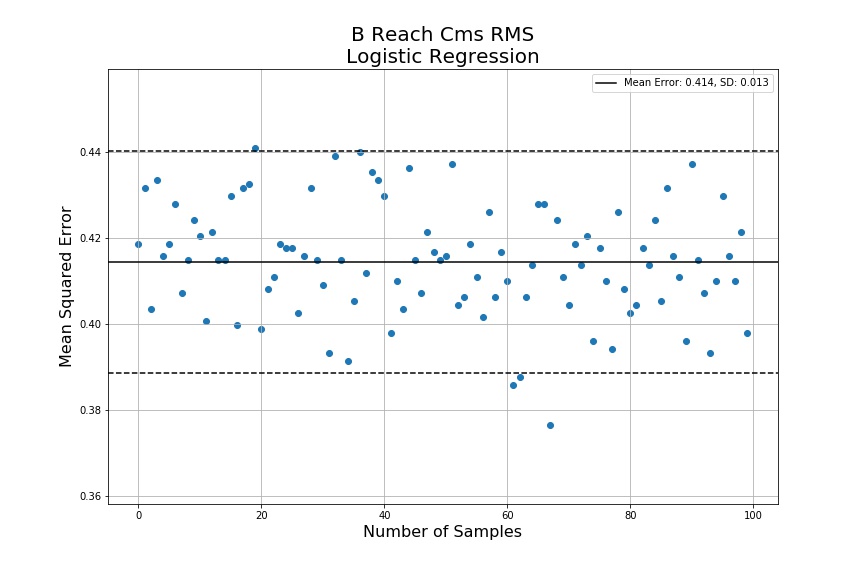 B Reach Cms RMS
Logistic Regression
Mean Error: 0.414, SD: 0.013
Mean Squared Error
0.44
0.42
0.40
0.38
0.36
0 20 40 60 80 100
Number of Samples